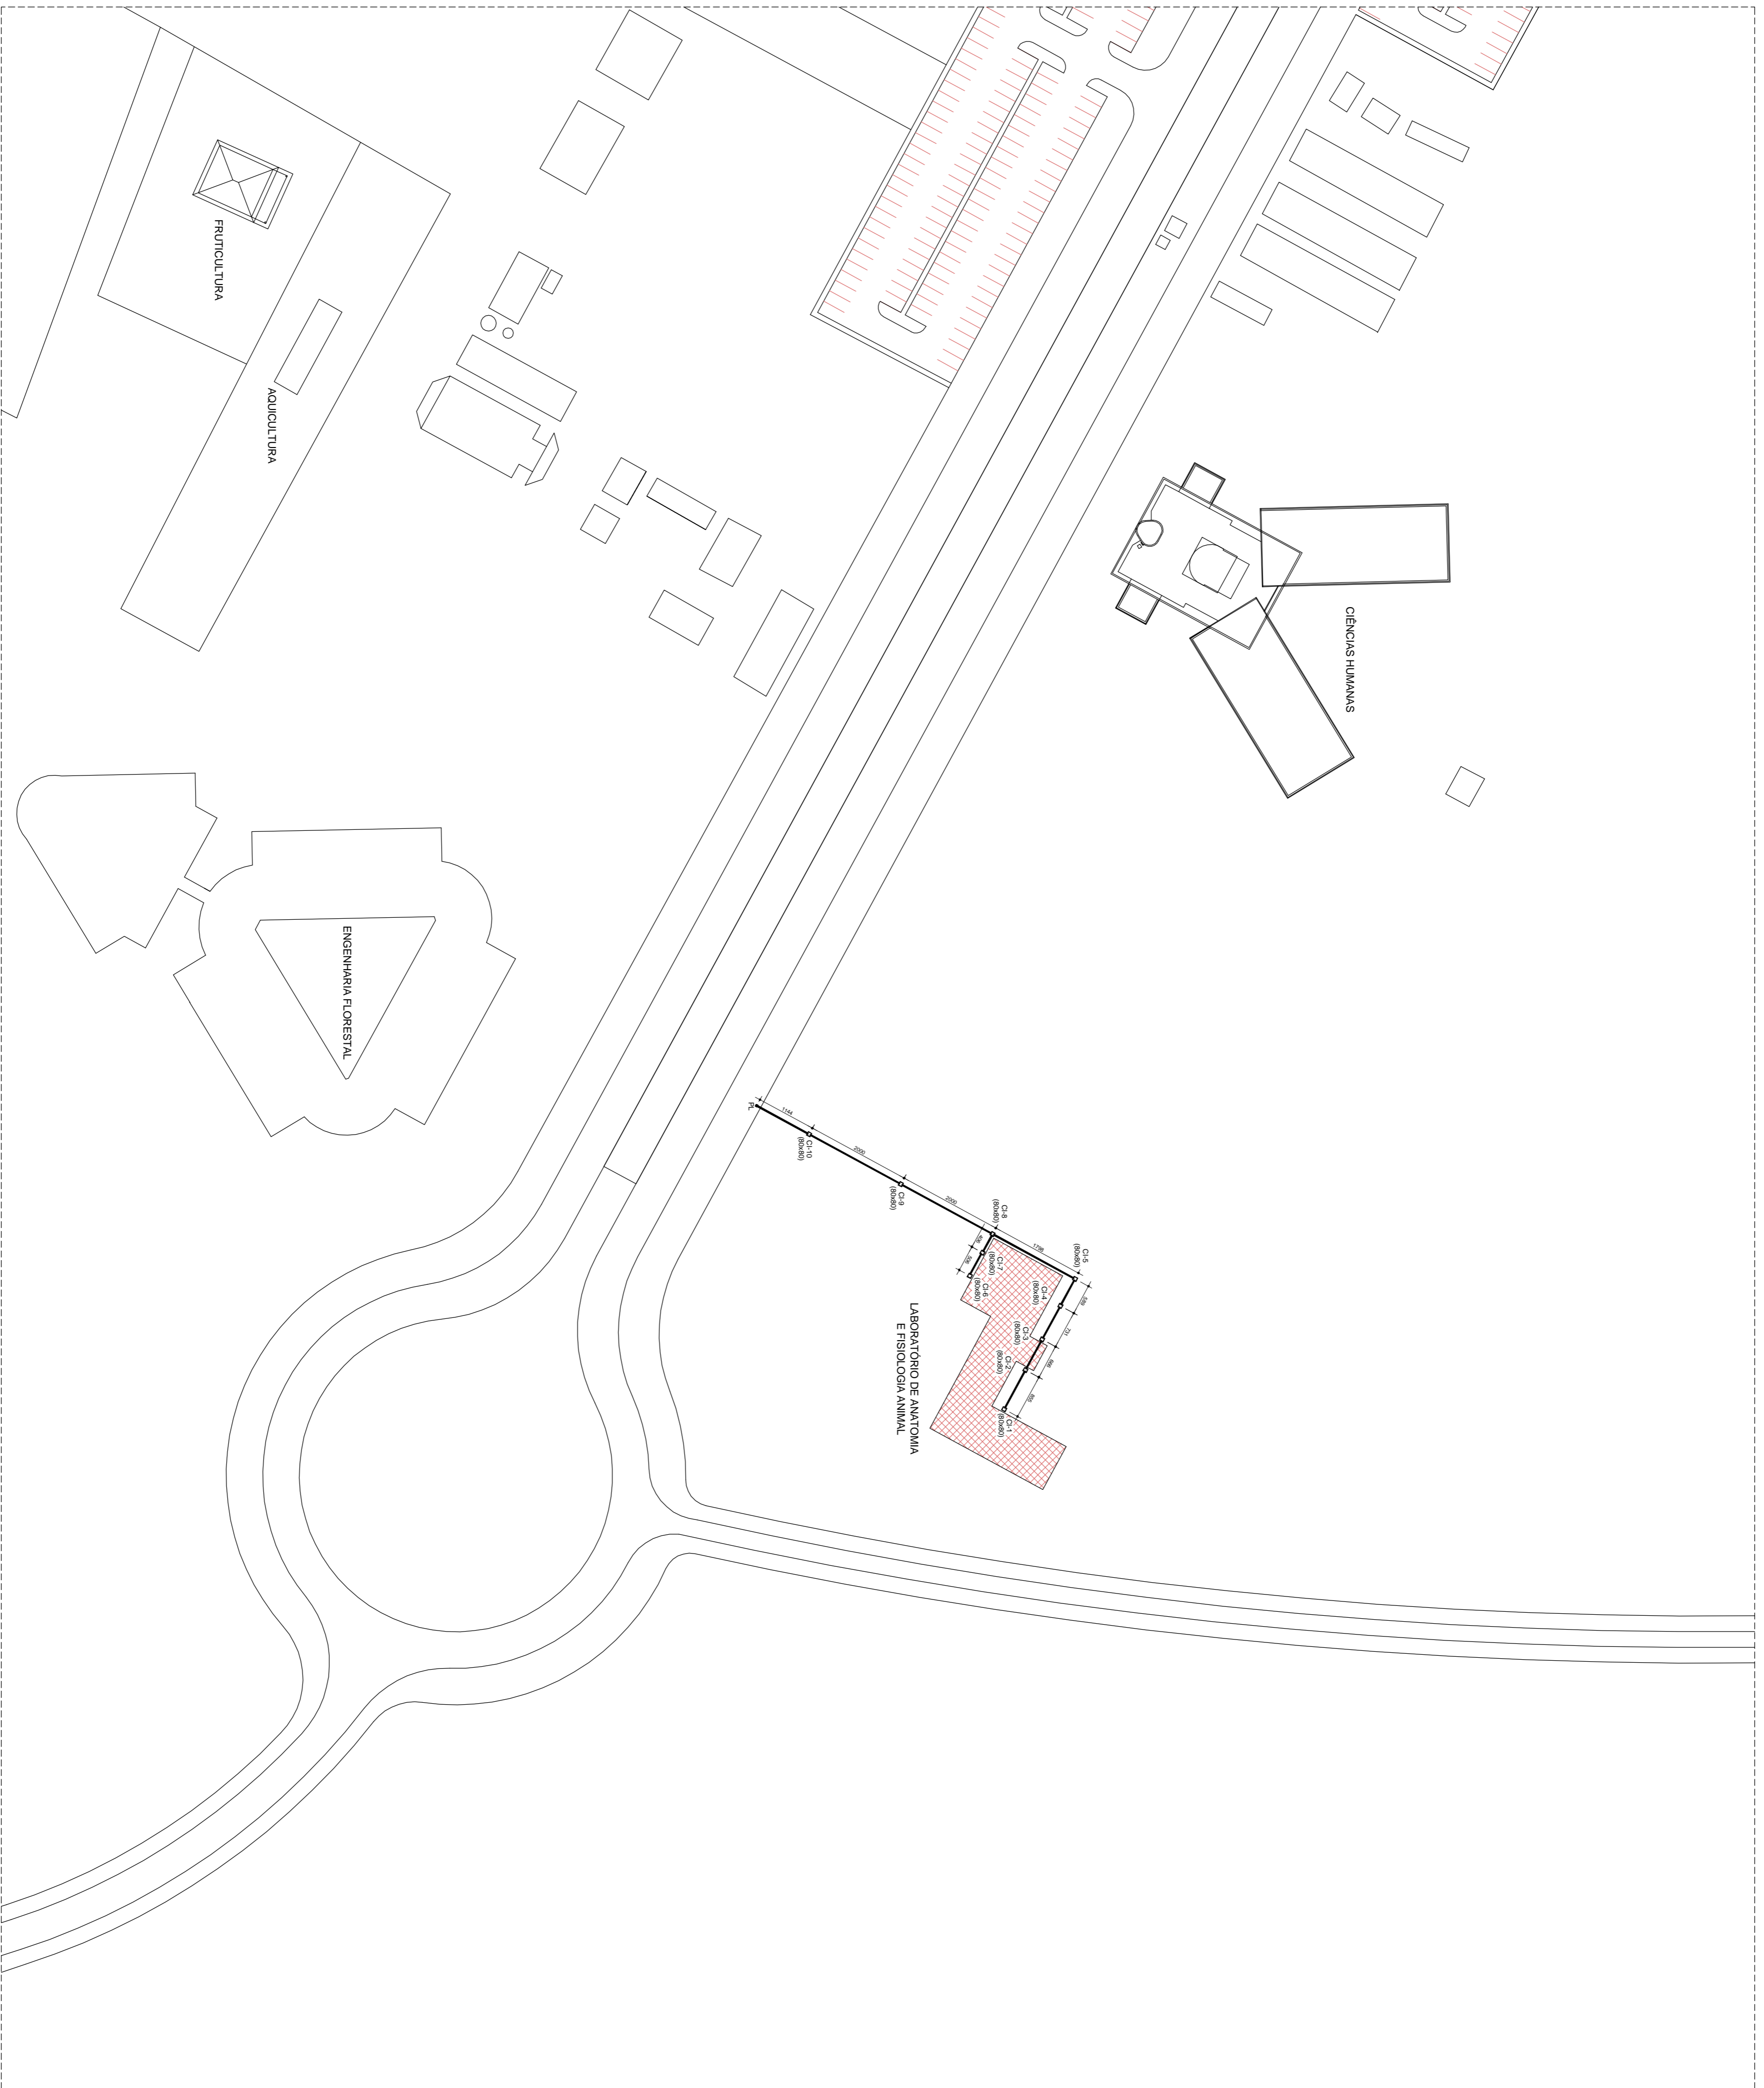 FRUTICULTURA
AQUICULTURA
CIÊNCIAS HUMANAS
ENGENHARIA FLORESTAL
PL
1144
CI-10
(80x80)
2000
CI-9
(80x80)
2000
CI-8
(80x80)
1798
CI-5
(80x80)
CI-7
(80x80)
CI-6
(80x80)
CI-4
(80x80)
CI-3
(80x80)
CI-2
(80x80)
CI-1
(80x80)
LABORATÓRIO DE ANATOMIA
E FISIOLOGIA ANIMAL